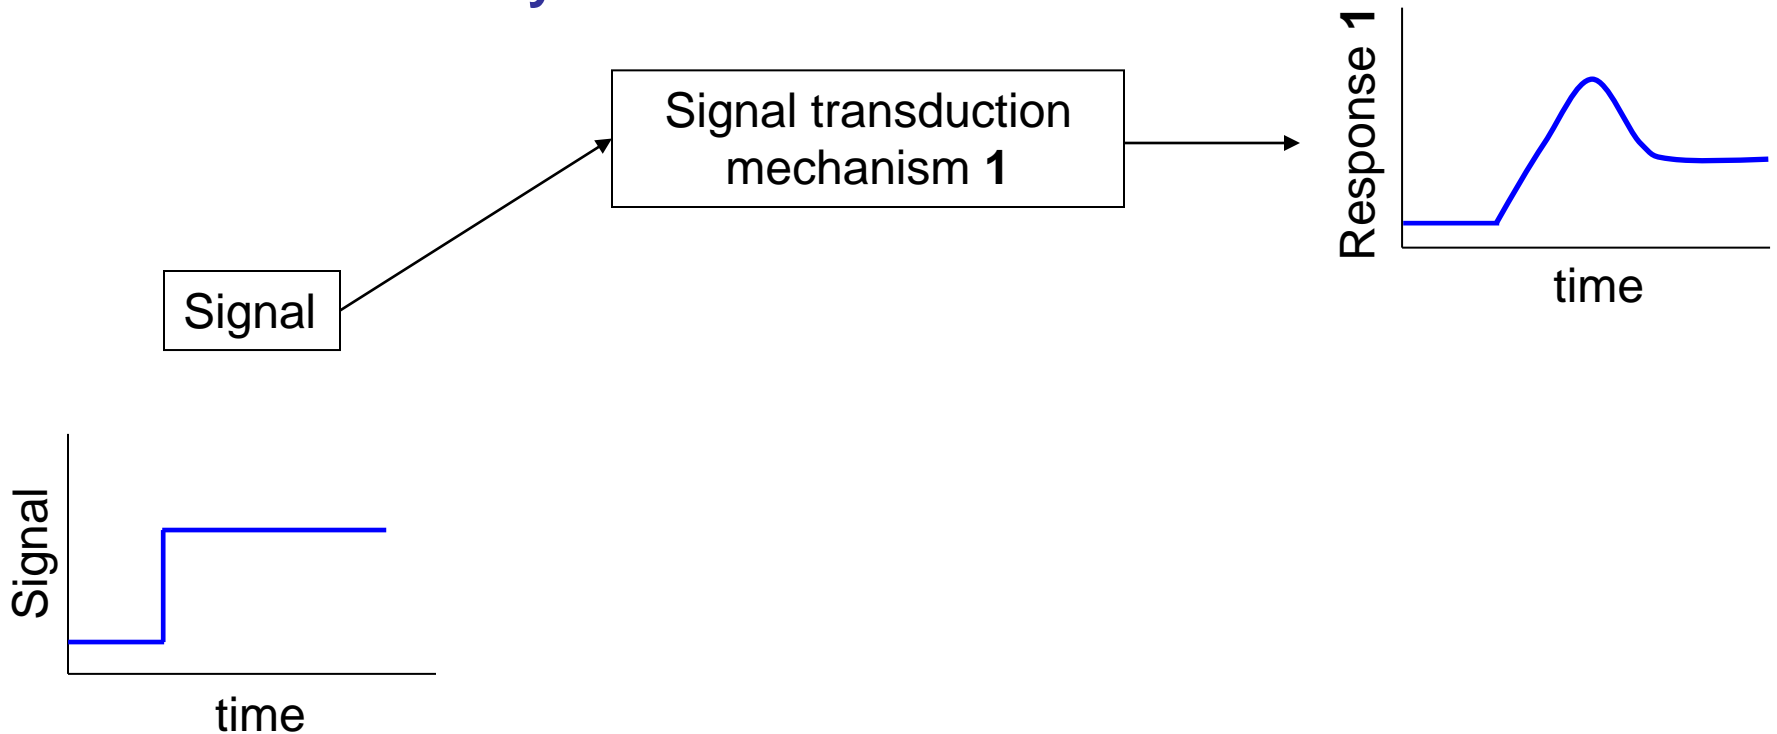 Signal transduction
mechanism 1
Response 1
time
Signal
Signal
time